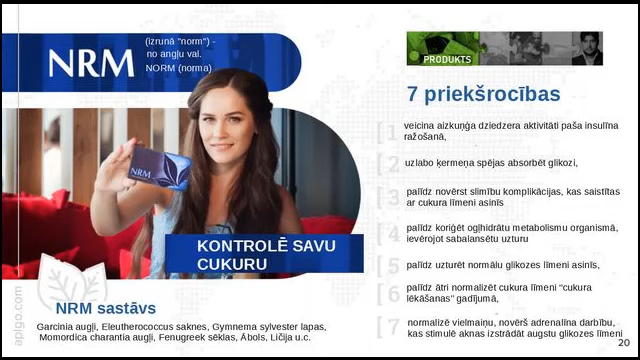 (izrunā "norm") -
no angļu val.
NORM (norma)
NRM
NRM
KONTROLĒ SAVU
CUKURU
NRM sastāvs
Garcinia augļi, Eleutherococcus saknes, Gymnema sylvester lapas,
Momordica charantia augļi, Fenugreek sēklas, Ābols, Ličija u.c.
apigo.com
PRODUKTS
7 priekšrocības
[1 veicina aizkuņģa dziedzera aktivitāti paša insulīna
ražošanā,
[2 uzlabo ķermeņa spējas absorbēt glikozi,
[3 palīdz novērst slimību komplikācijas, kas saistītas
ar cukura līmeni asinīs
[4 palīdz koriģēt ogļhidrātu metabolismu organismā,
ievērojot sabalansētu uzturu
[5 palīdz uzturēt normālu glikozes līmeni asinīs,
[6 palīdz ātri normalizēt cukura līmeni “cukura
lēkāšanas” gadījumā,
[7 normalizē vielmaiņu, novērš adrenalīna darbību,
kas stimulē aknas izstrādāt augstu glikozes līmeni
20